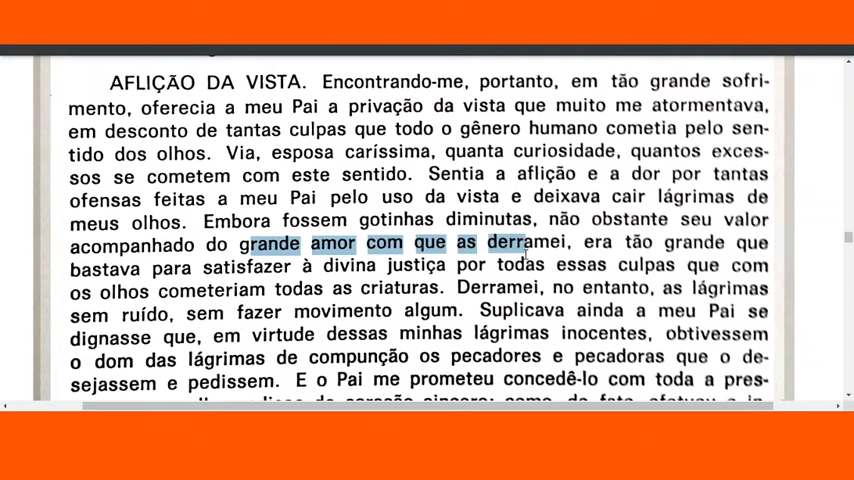 AFLIÇÃO DA VISTA. Encontrando-me, portanto, em tão grande sofri-
mento, oferecia a meu Pai a privação da vista que muito me atormentava,
em desconto de tantas culpas que todo o gênero humano cometia pelo sen-
tido dos olhos. Via, esposa caríssima, quanta curiosidade, quantos exces-
sos se cometem com este sentido. Sentia a aflição e a dor por tantas
ofensas feitas a meu Pai pelo uso da vista e deixava cair lágrimas de
meus olhos. Embora fossem gotinhas diminutas, não obstante seu valor
acompanhado do grande amor com que as derramei, era tão grande que
bastava para satisfazer à divina justiça por todas essas culpas que com
os olhos cometeriam todas as criaturas. Derramei, no entanto, as lágrimas
sem ruído, sem fazer movimento algum. Suplicava ainda a meu Pai se
dignasse que, em virtude dessas minhas lágrimas inocentes, obtivessem
o dom das lágrimas de compunção os pecadores e pecadoras que o de-
sejassem e pedissem. E o Pai me prometeu concedê-lo com toda a pres-